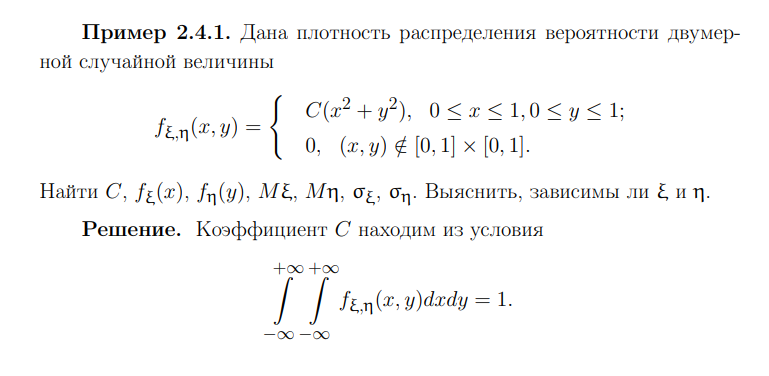 Пример 2.4.1. Дана плотность распределения вероятности двумер-
ной случайной величины
f_{ξ,η}(x, y) = { C(x² + y²), 0 ≤ x ≤ 1, 0 ≤ y ≤ 1;
0, (x, y) ∉ [0, 1] × [0, 1].
Найти C, f_ξ(x), f_η(y), Mξ, Mη, σ_ξ, σ_η. Выяснить, зависимы ли ξ и η.
Решение. Коэффициент C находим из условия
+∞ +∞
∫ ∫ f_{ξ,η}(x, y)dxdy = 1.
−∞ −∞